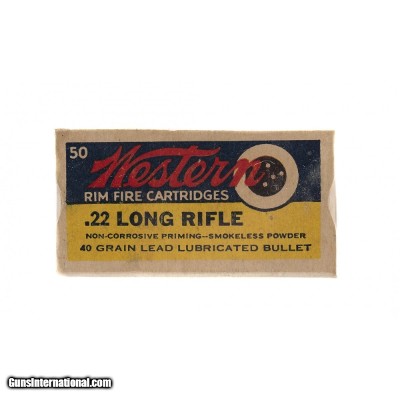 50 Western
RIM FIRE CARTRIDGES
.22 LONG RIFLE
NON-CORROSIVE PRIMING--SMOKELESS POWDER
40 GRAIN LEAD LUBRICATED BULLET
GunsInternational.com